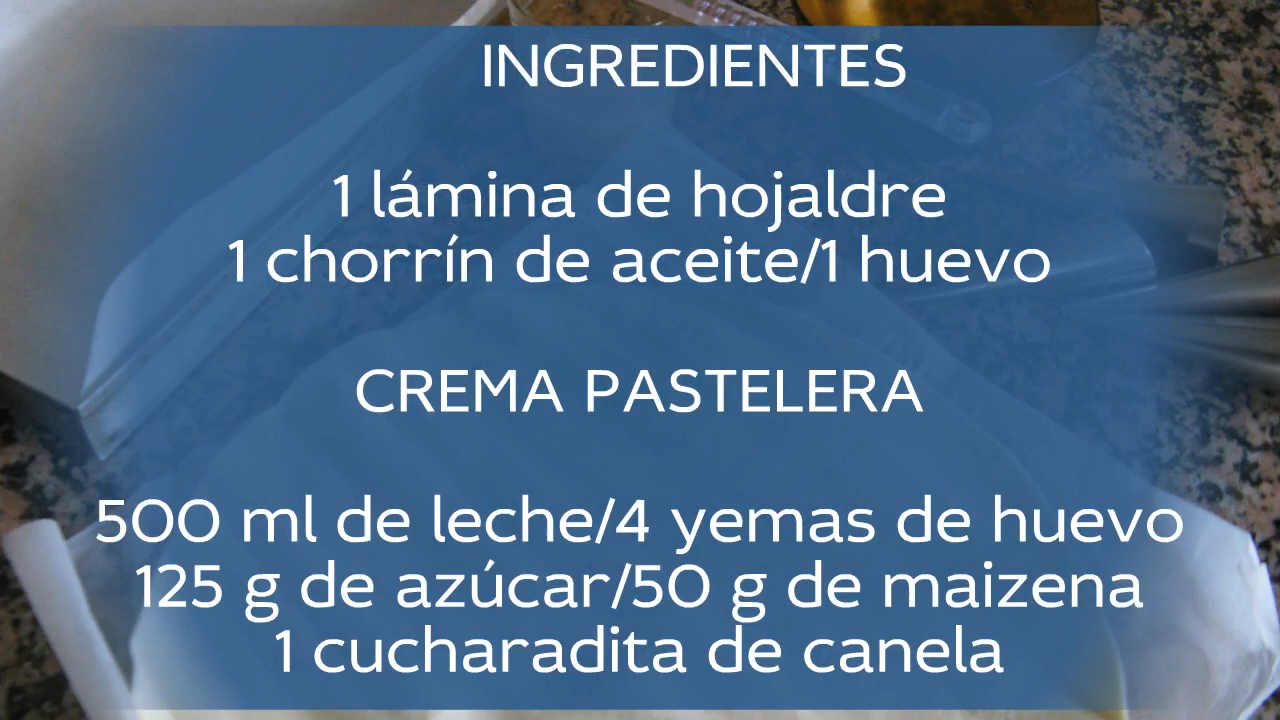 INGREDIENTES
1 lámina de hojaldre
1 chorrín de aceite/1 huevo
CREMA PASTELERA
500 ml de leche/4 yemas de huevo
125 g de azúcar/50 g de maizena
1 cucharadita de canela